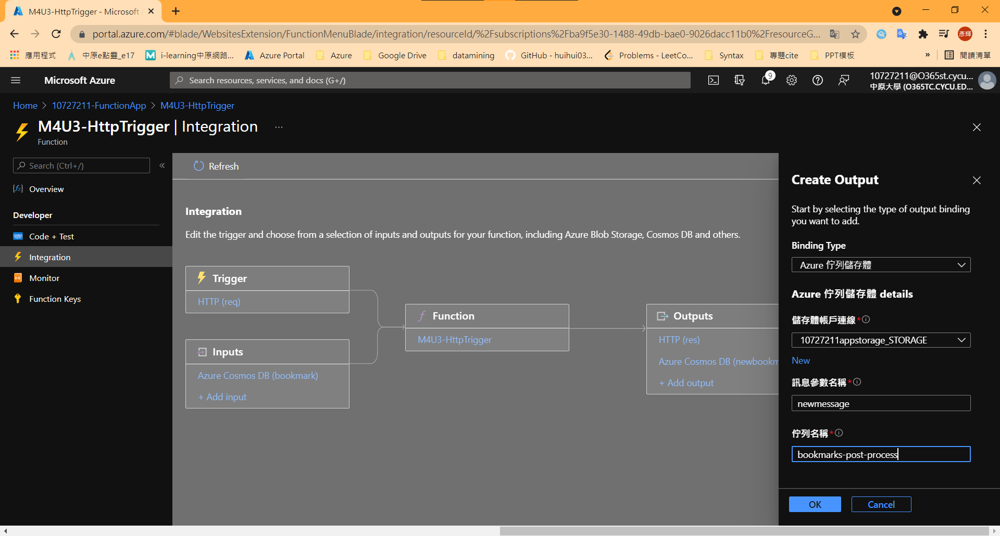 M4U3-HttpTrigger - Microsoft
portal.azure.com/#blade/WebsitesExtension/FunctionMenuBlade/integration/resourceId/%2Fsubscriptions%2Fba9f5e30-1488-49db-bae0-9026dacc11b0%2FresourceG...
彥輝
應用程式
中原e點靈_e17
i-learning中原網路...
Azure Portal
Azure
Google Drive
datamining
GitHub - huihui03...
Problems - LeetCo...
Syntax
專題cite
PPT模板
»
閱讀清單
Microsoft Azure
Search resources, services, and docs (G+/)
9
10727211@O365st.cycu...
中原大學 (O365TC.CYCU.ED...
Home > 10727211-FunctionApp > M4U3-HttpTrigger
M4U3-HttpTrigger | Integration ...
Function
Search (Ctrl+/)
«
Overview
Developer
Code + Test
Integration
Monitor
Function Keys
Refresh
Integration
Edit the trigger and choose from a selection of inputs and outputs for your function, including Azure Blob Storage, Cosmos DB and others.
Trigger
HTTP (req)
Inputs
Azure Cosmos DB (bookmark)
+ Add input
Function
M4U3-HttpTrigger
Outputs
HTTP (res)
Azure Cosmos DB (newbookm
+ Add output
Create Output
Start by selecting the type of output binding
you want to add.
Binding Type
Azure 佇列儲存體
Azure 佇列儲存體 details
儲存體帳戶連線*
10727211appstorage_STORAGE
New
訊息參數名稱*
newmessage
佇列名稱*
bookmarks-post-process
OK
Cancel